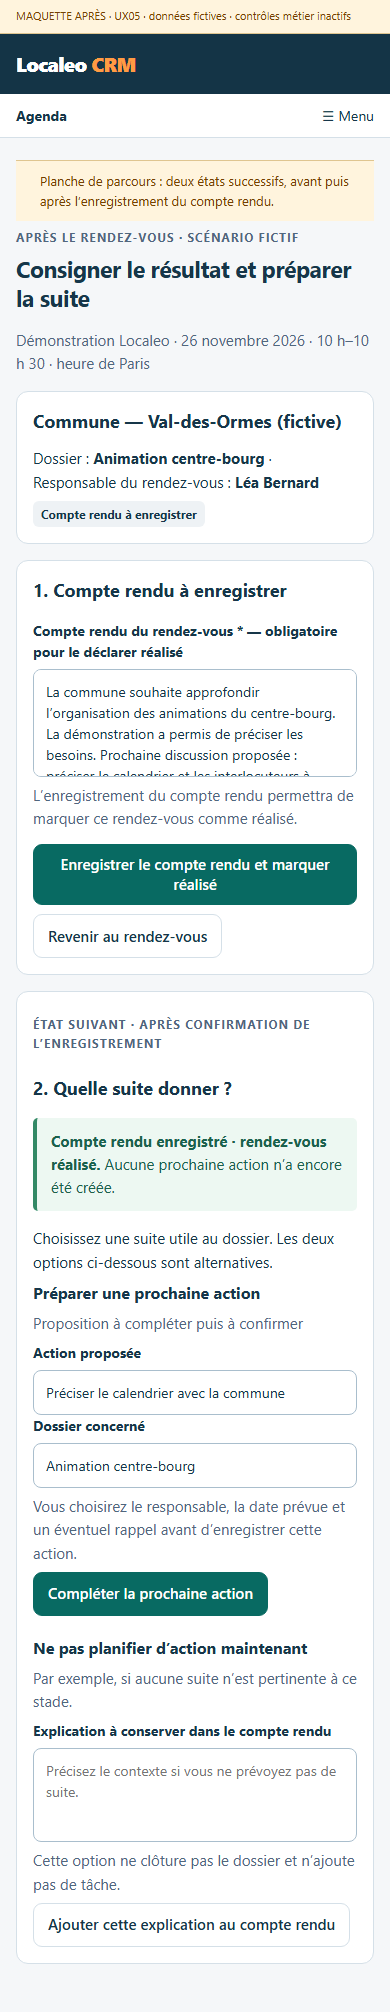 MAQUETTE APRÈS · UX05 · données fictives · contrôles métier inactifs
Localeo CRM
Agenda
☰ Menu
Planche de parcours : deux états successifs, avant puis
après l’enregistrement du compte rendu.
APRÈS LE RENDEZ-VOUS · SCÉNARIO FICTIF
Consigner le résultat et préparer
la suite
Démonstration Localeo · 26 novembre 2026 · 10 h–10
h 30 · heure de Paris
Commune — Val-des-Ormes (fictive)
Dossier : Animation centre-bourg ·
Responsable du rendez-vous : Léa Bernard
Compte rendu à enregistrer
1. Compte rendu à enregistrer
Compte rendu du rendez-vous * — obligatoire
pour le déclarer réalisé
La commune souhaite approfondir
l’organisation des animations du centre-bourg.
La démonstration a permis de préciser les
besoins. Prochaine discussion proposée :
préciser le calendrier et les interlocuteurs à
L’enregistrement du compte rendu permettra de
marquer ce rendez-vous comme réalisé.
Enregistrer le compte rendu et marquer
réalisé
Revenir au rendez-vous
ÉTAT SUIVANT · APRÈS CONFIRMATION DE
L’ENREGISTREMENT
2. Quelle suite donner ?
Compte rendu enregistré · rendez-vous
réalisé. Aucune prochaine action n’a encore
été créée.
Choisissez une suite utile au dossier. Les deux
options ci-dessous sont alternatives.
Préparer une prochaine action
Proposition à compléter puis à confirmer
Action proposée
Préciser le calendrier avec la commune
Dossier concerné
Animation centre-bourg
Vous choisirez le responsable, la date prévue et
un éventuel rappel avant d’enregistrer cette
action.
Compléter la prochaine action
Ne pas planifier d’action maintenant
Par exemple, si aucune suite n’est pertinente à ce
stade.
Explication à conserver dans le compte rendu
Précisez le contexte si vous ne prévoyez pas de
suite.
Cette option ne clôture pas le dossier et n’ajoute
pas de tâche.
Ajouter cette explication au compte rendu